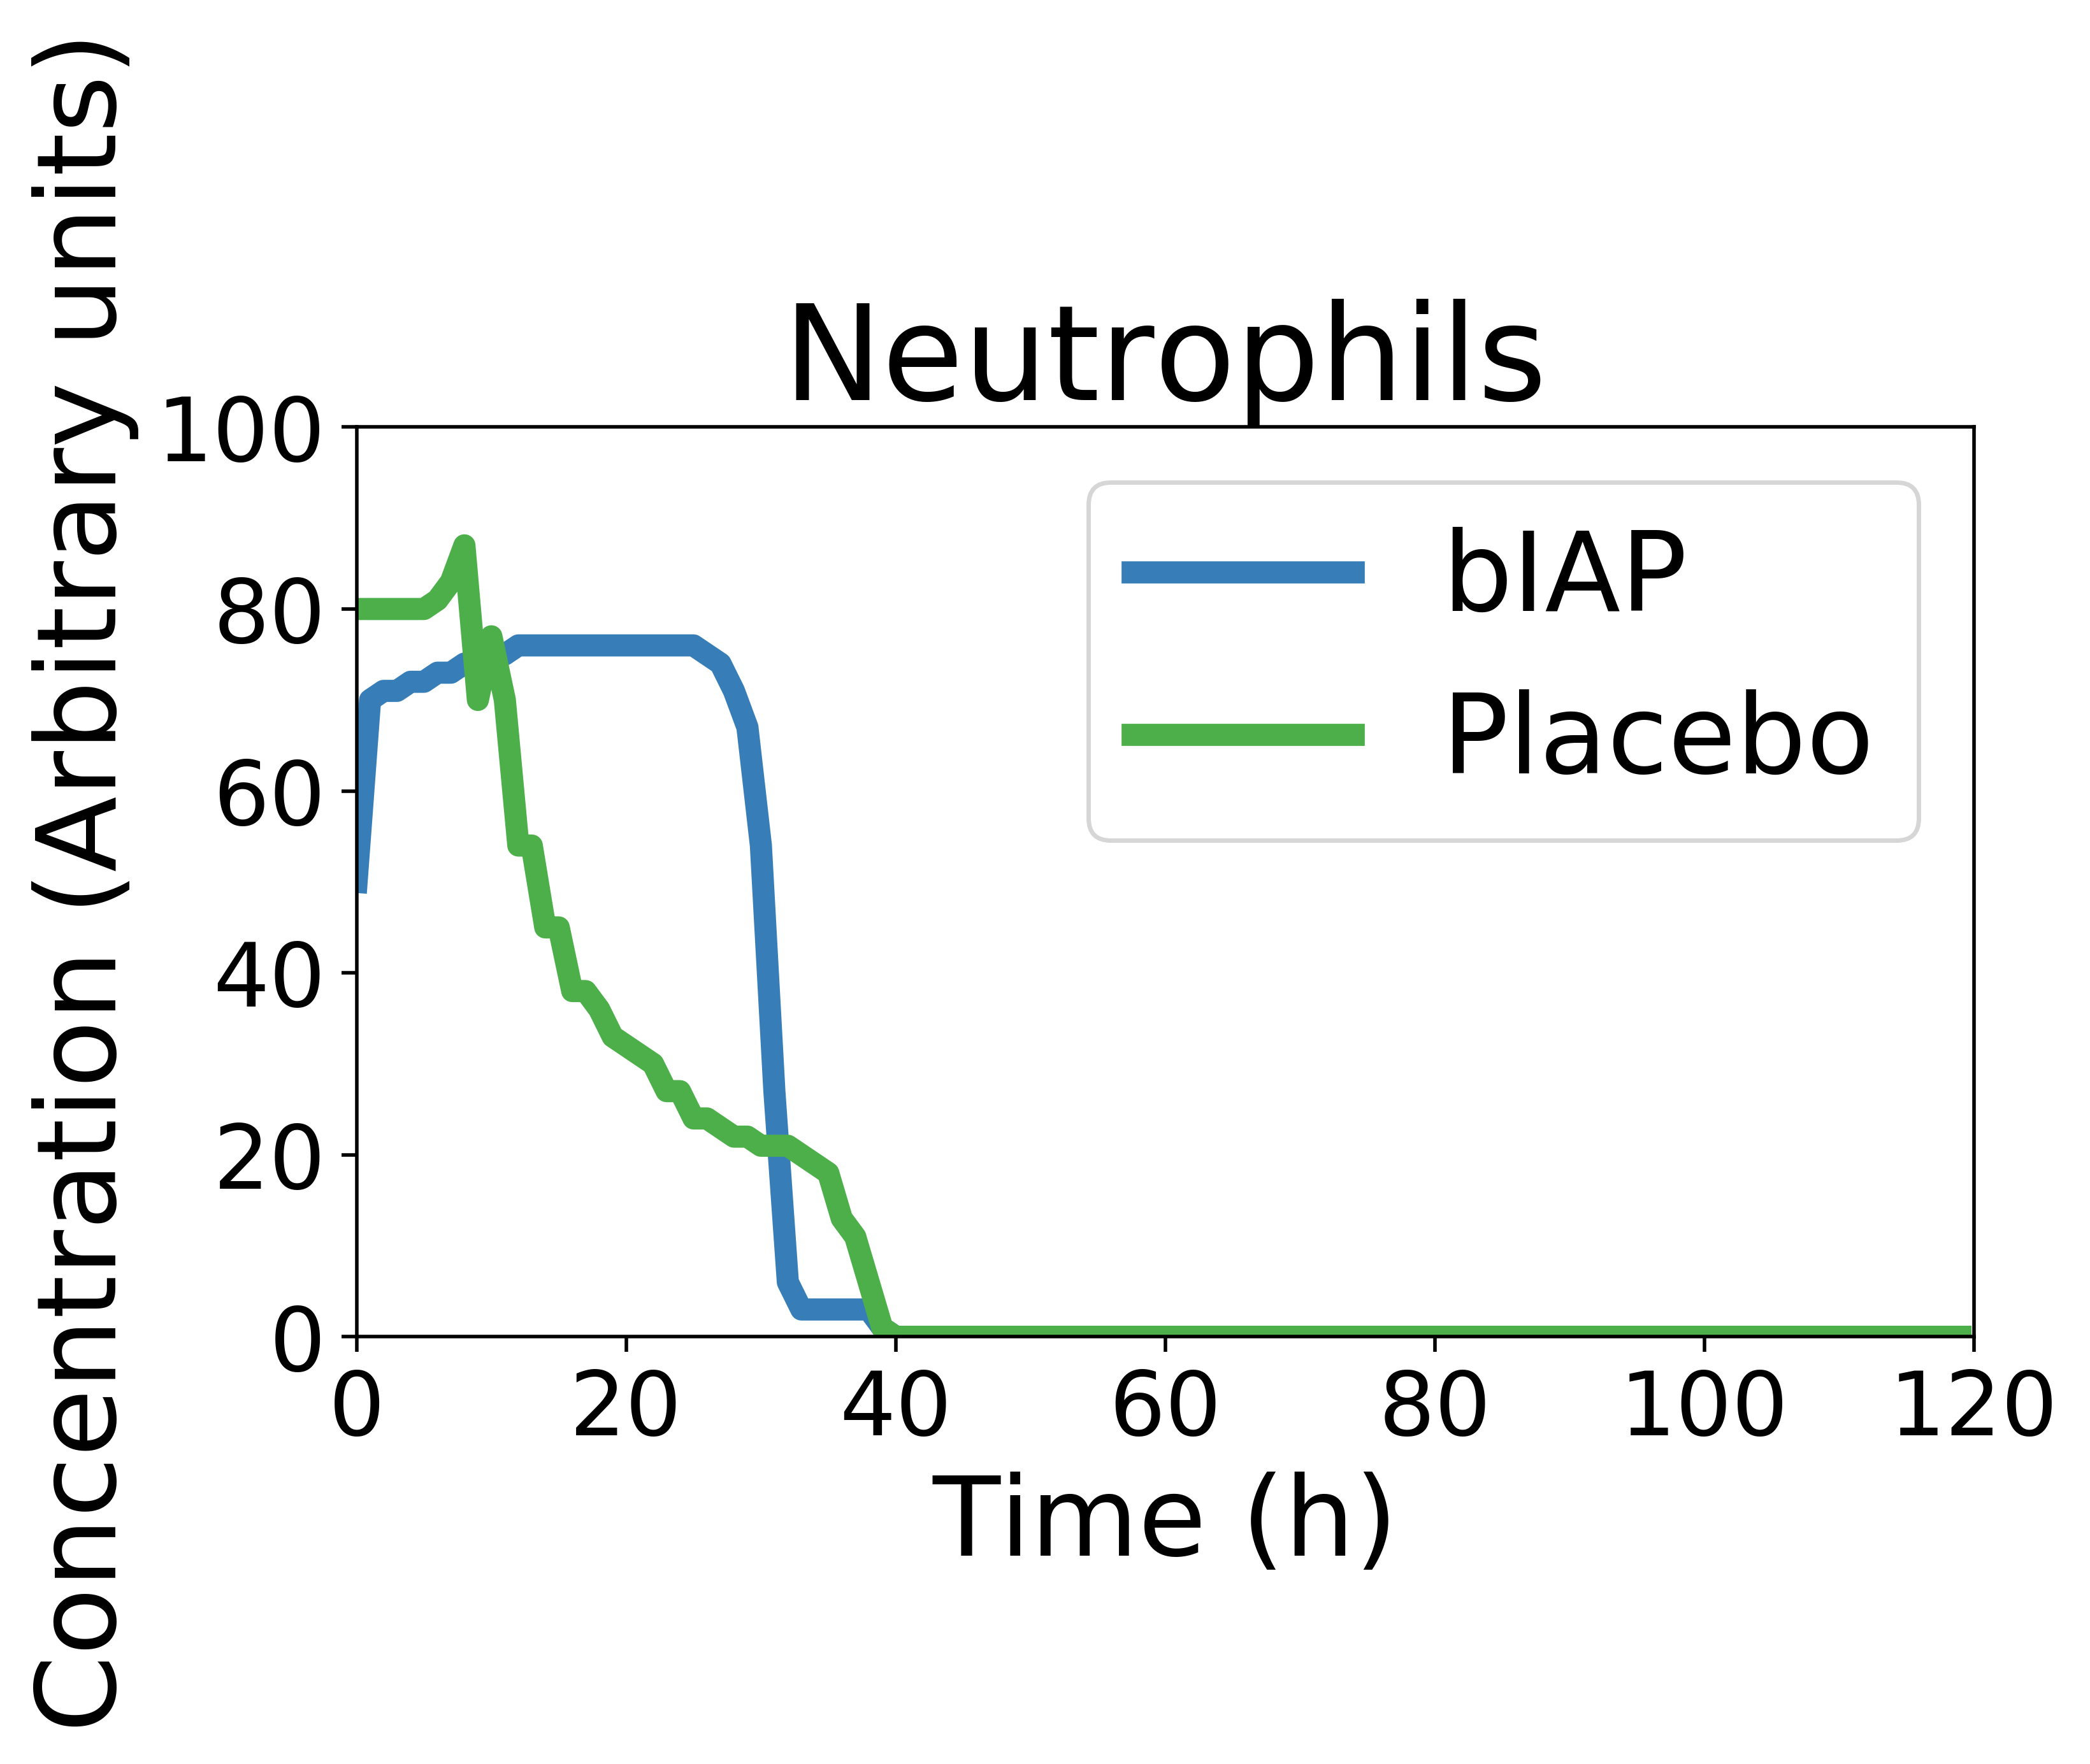 Neutrophils
Concentration (Arbitrary units)
100
80
60
40
20
0
bIAP
Placebo
0 20 40 60 80 100 120
Time (h)